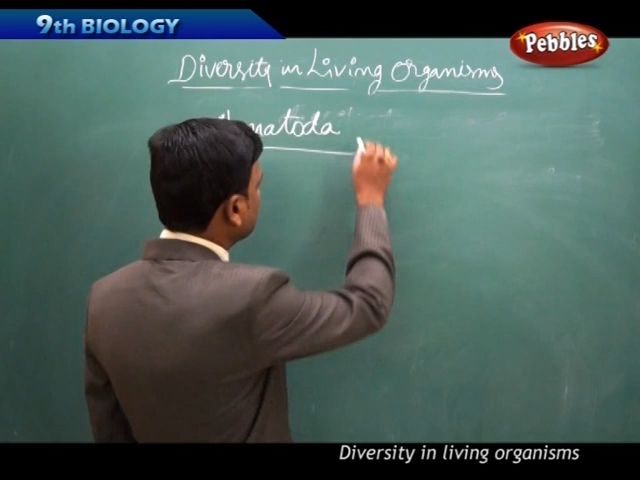 9th BIOLOGY
Pebbles
Diversity in Living Organisms
Diversity in living organisms